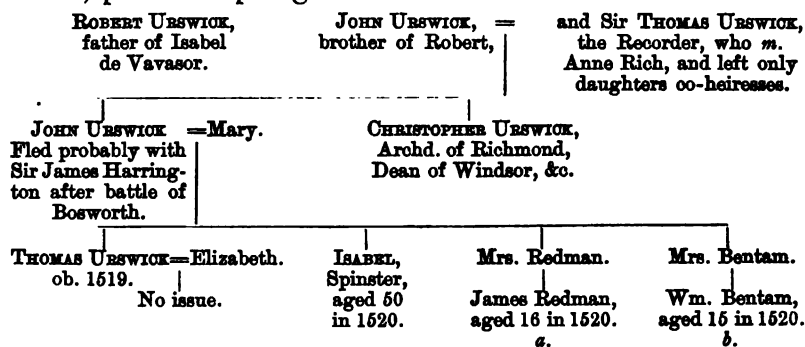 ROBERT URSWICK,
father of Isabel
de Vavasor.
JOHN URSWICK, =
brother of Robert,
and Sir THOMAS URSWICK,
the Recorder, who m.
Anne Rich, and left only
daughters co-heiresses.
JOHN URSWICK =Mary.
Fled probably with
Sir James Harring-
ton after battle of
Bosworth.
CHRISTOPHER URSWICK,
Archd. of Richmond,
Dean of Windsor, &c.
THOMAS URSWICK=Elizabeth.
ob. 1519.
No issue.
ISABEL,
Spinster,
aged 50
in 1520.
Mrs. Redman.
James Redman,
aged 16 in 1520.
a.
Mrs. Bentam.
Wm. Bentam,
aged 15 in 1520.
b.